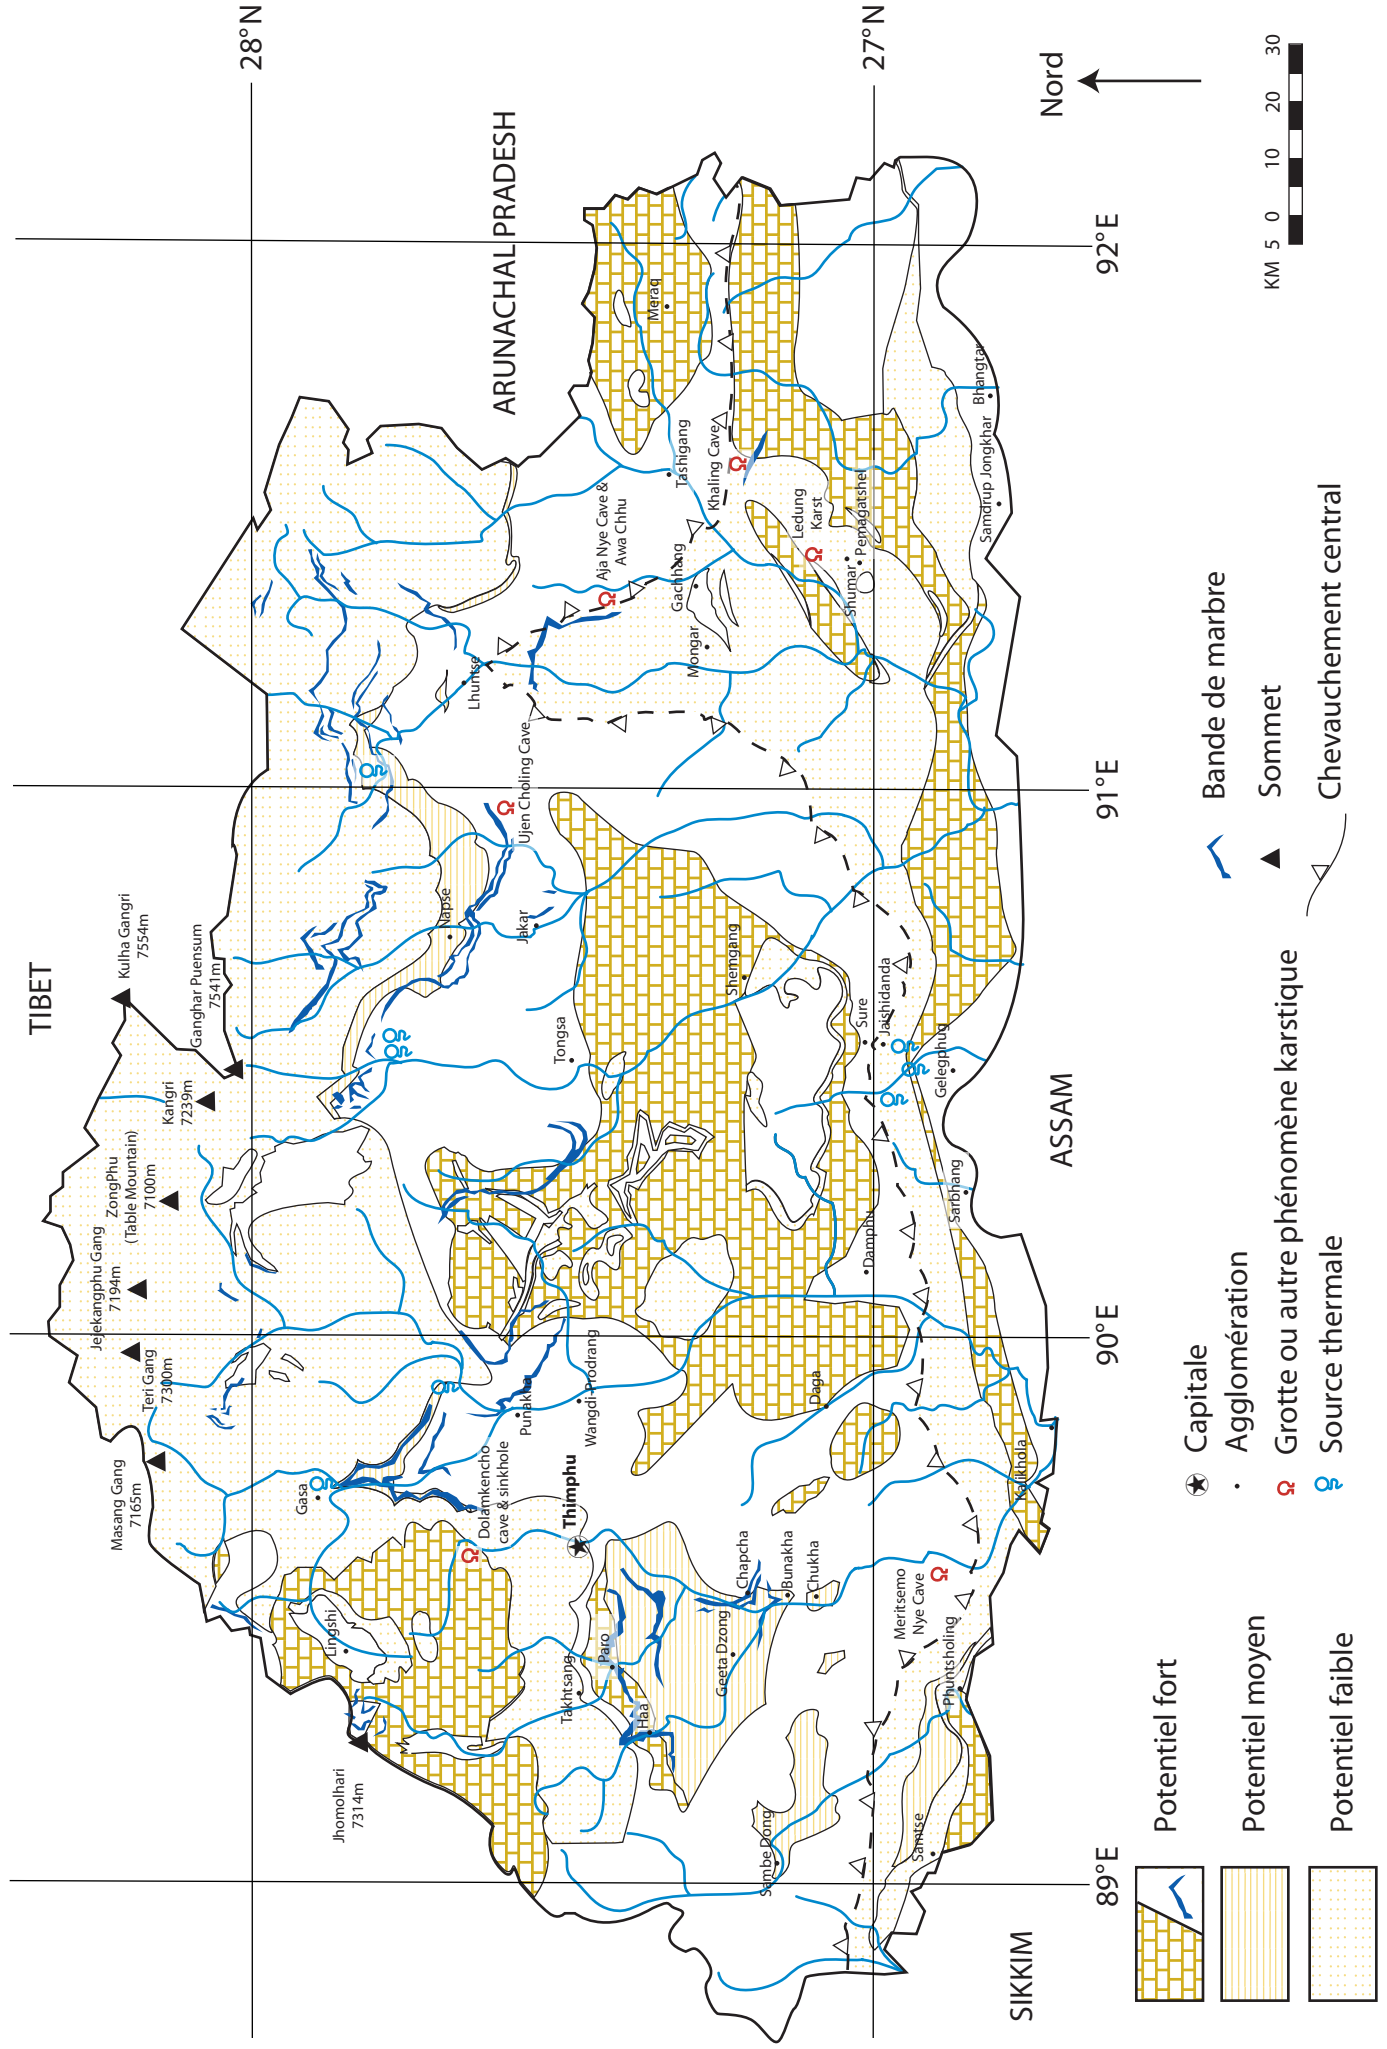 TIBET
ARUNACHAL PRADESH
ASSAM
SIKKIM
28° N
27° N
89° E
90° E
91° E
92° E
Nord
KM 5 0 10 20 30
Kulha Gangri
7554m
Ganghar Puensum
7541m
Kangri
7239m
ZongPhu
(Table Mountain)
7100m
Jejekangphu Gang
7194m
Teri Gang
7300m
Masang Gang
7165m
Jhomolhari
7314m
Gasa
Lingshi
Dolamkencho
cave & sinkhole
Thimphu
Punakha
Wangdi-Prodrang
Takhtsang
Paro
Haa
Geeta Dzong
Chapcha
Bunakha
Chukha
Sambe Dong
Samtse
Phuntsholing
Meritsemo
Nye Cave
Kalikhola
Daga
Damphu
Sarbhang
Gelegphug
Jaishidanda
Sure
Shemgang
Tongsa
Jakar
Napse
Ujen Choling Cave
Lhuntse
Aja Nye Cave &
Awa Chhu
Mongar
Gachhang
Tashigang
Khaling Cave
Ledung
Karst
Shumar
Pemagatshel
Meraq
Samdrup Jongkhar
Bhangtar
Potentiel fort
Potentiel moyen
Potentiel faible
Capitale
Agglomération
Grotte ou autre phénomène karstique
Source thermale
Bande de marbre
Sommet
Chevauchement central